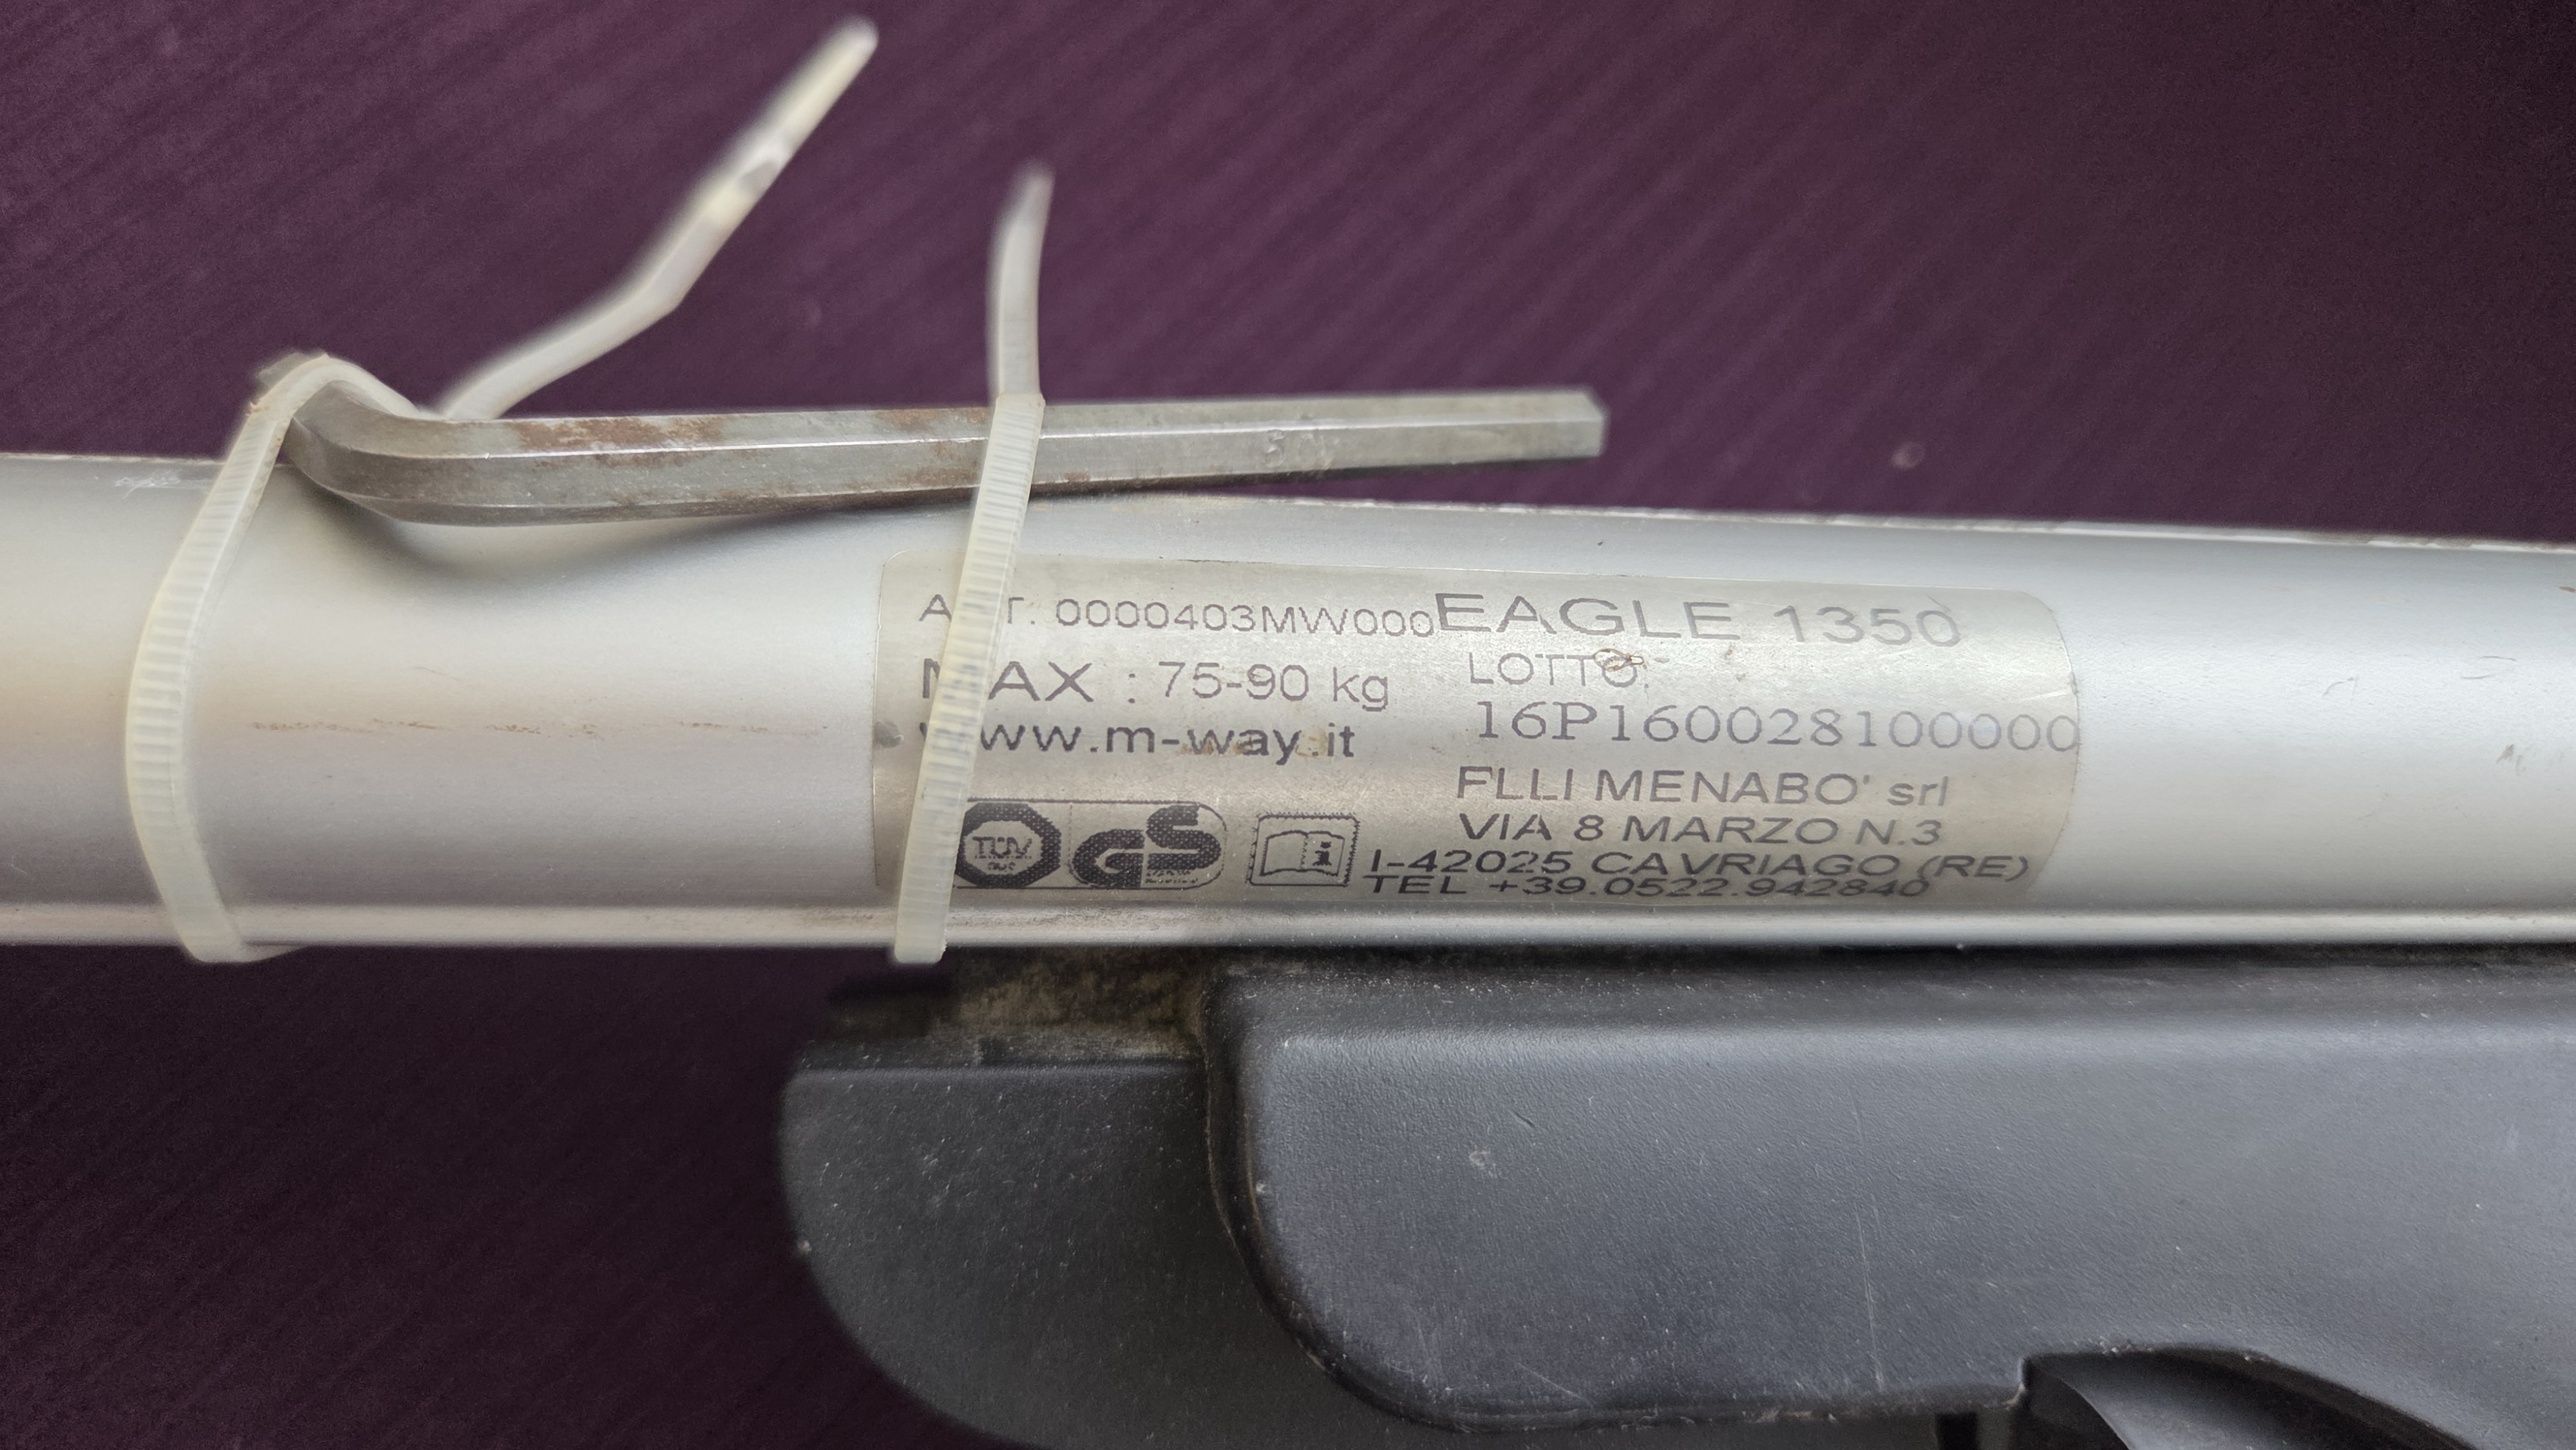 ART. 0000403MW000 EAGLE 1350
MAX : 75-90 kg
LOTTO:
www.m-way.it
16P160028100000
FLLI MENABO' srl
VIA 8 MARZO N.3
I-42025 CAVRIAGO (RE)
TEL +39.0522.942840
TÜV
GS
i